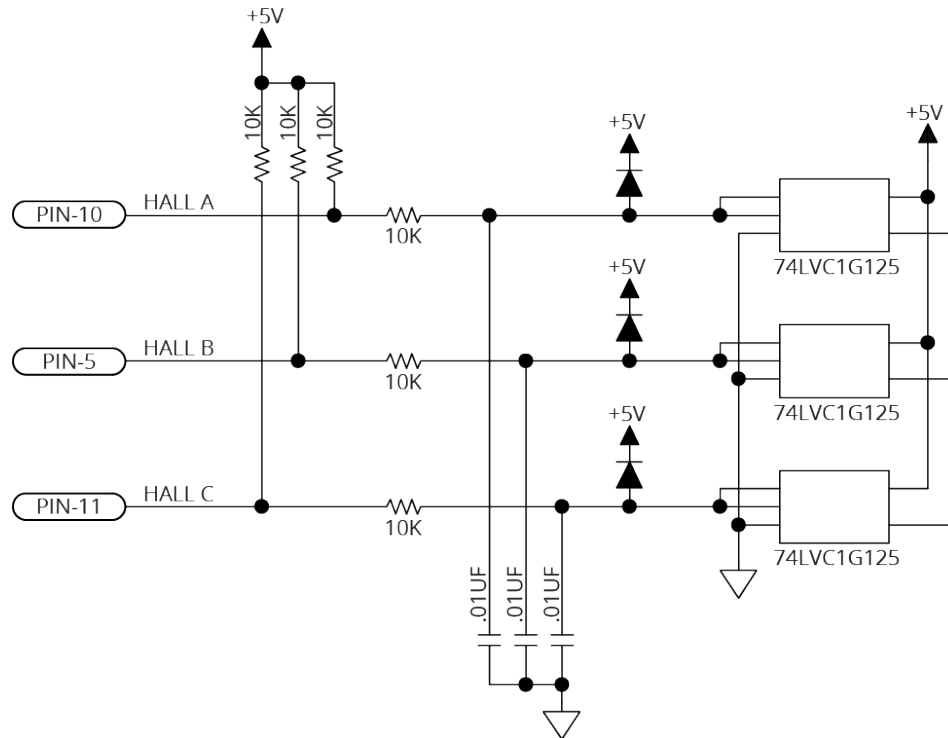 +5V
10K
10K
10K
+5V
+5V
PIN-10
HALL A
10K
74LVC1G125
+5V
PIN-5
HALL B
10K
74LVC1G125
+5V
PIN-11
HALL C
10K
74LVC1G125
.01UF
.01UF
.01UF